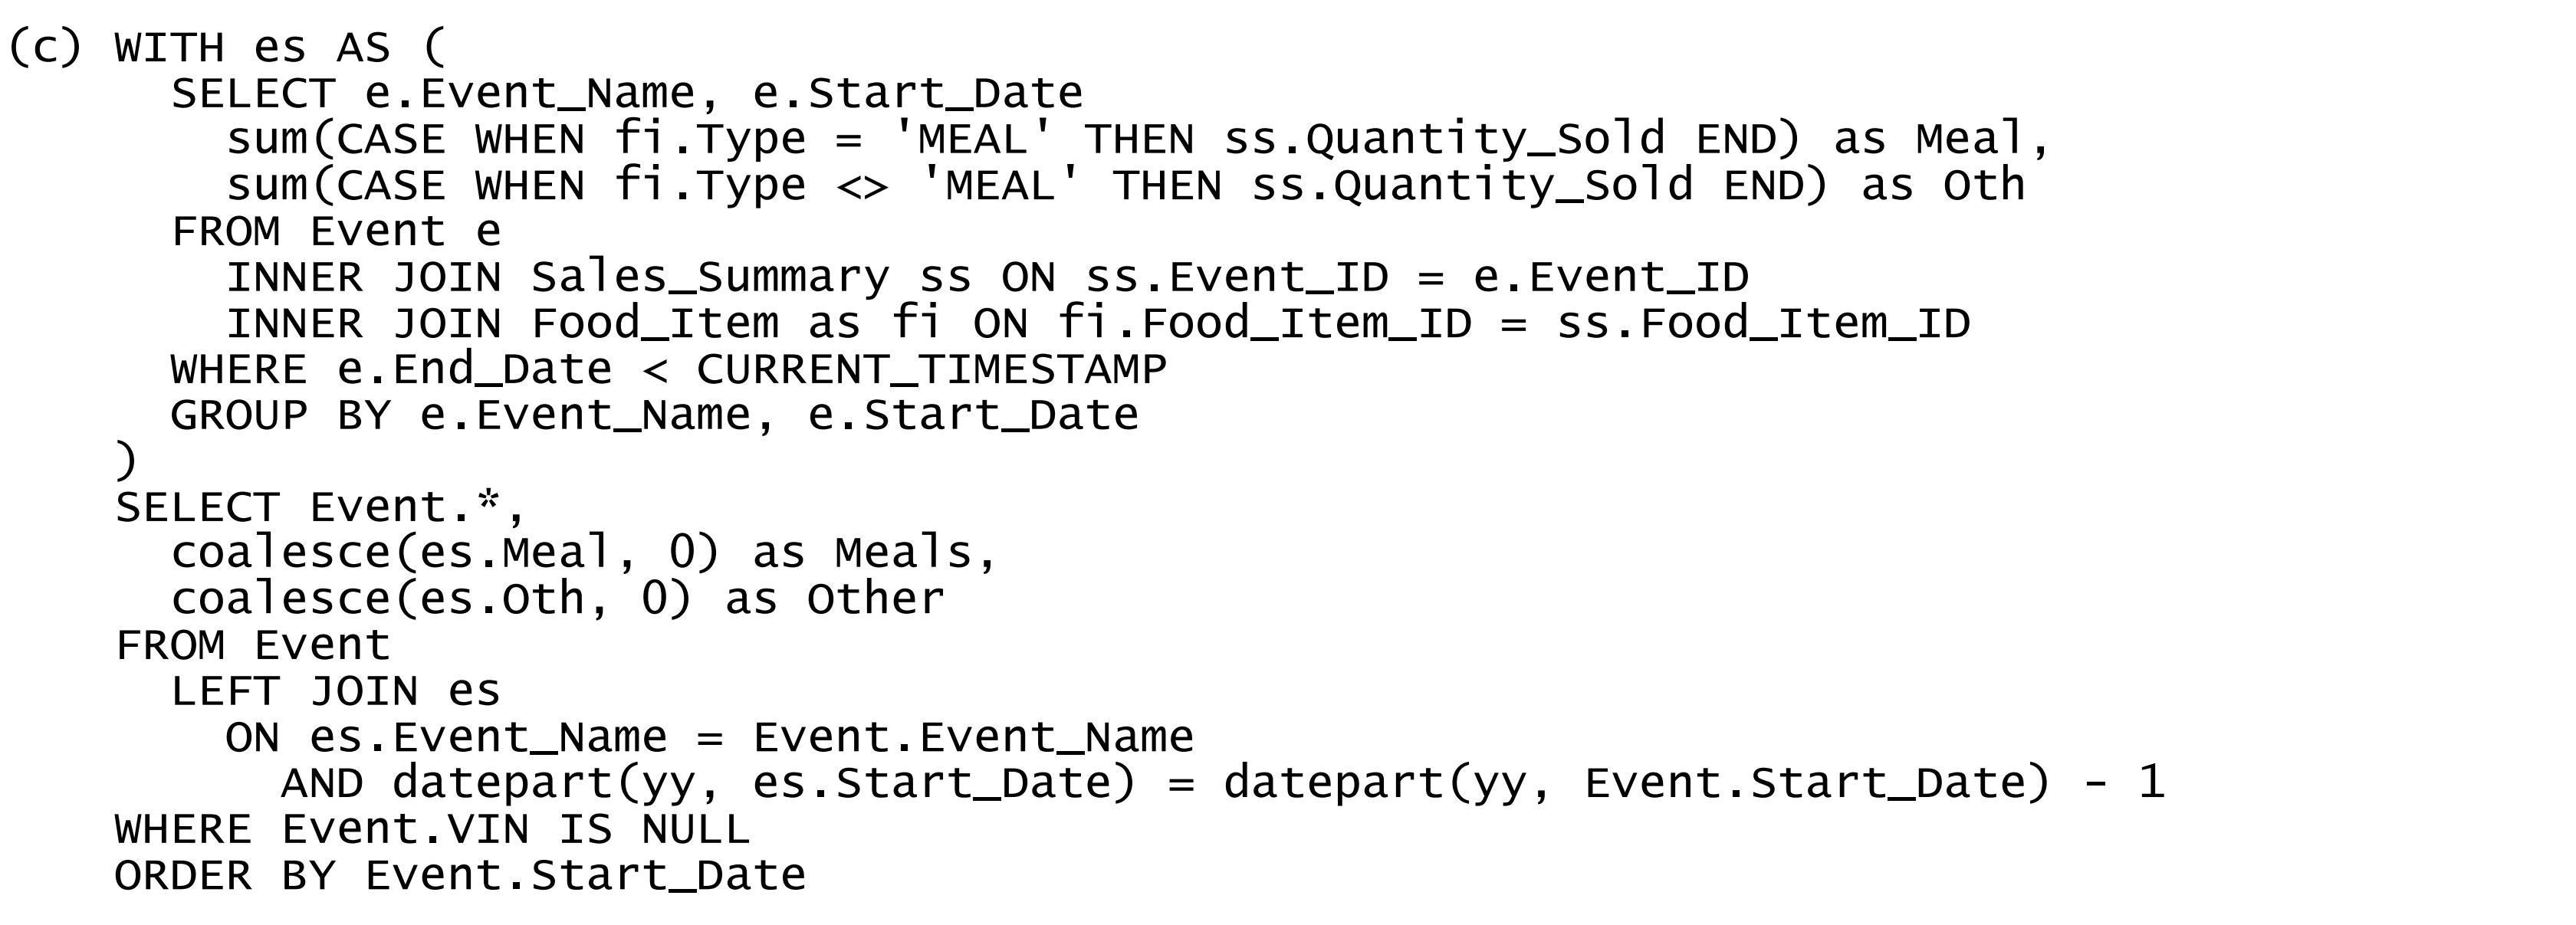 (c) WITH es AS (
SELECT e.Event_Name, e.Start_Date
sum(CASE WHEN fi.Type = 'MEAL' THEN ss.Quantity_Sold END) as Meal,
sum(CASE WHEN fi.Type <> 'MEAL' THEN ss.Quantity_Sold END) as Oth
FROM Event e
INNER JOIN Sales_Summary ss ON ss.Event_ID = e.Event_ID
INNER JOIN Food_Item as fi ON fi.Food_Item_ID = ss.Food_Item_ID
WHERE e.End_Date < CURRENT_TIMESTAMP
GROUP BY e.Event_Name, e.Start_Date
)
SELECT Event.*,
coalesce(es.Meal, 0) as Meals,
coalesce(es.Oth, 0) as Other
FROM Event
LEFT JOIN es
ON es.Event_Name = Event.Event_Name
AND datepart(yy, es.Start_Date) = datepart(yy, Event.Start_Date) - 1
WHERE Event.VIN IS NULL
ORDER BY Event.Start_Date